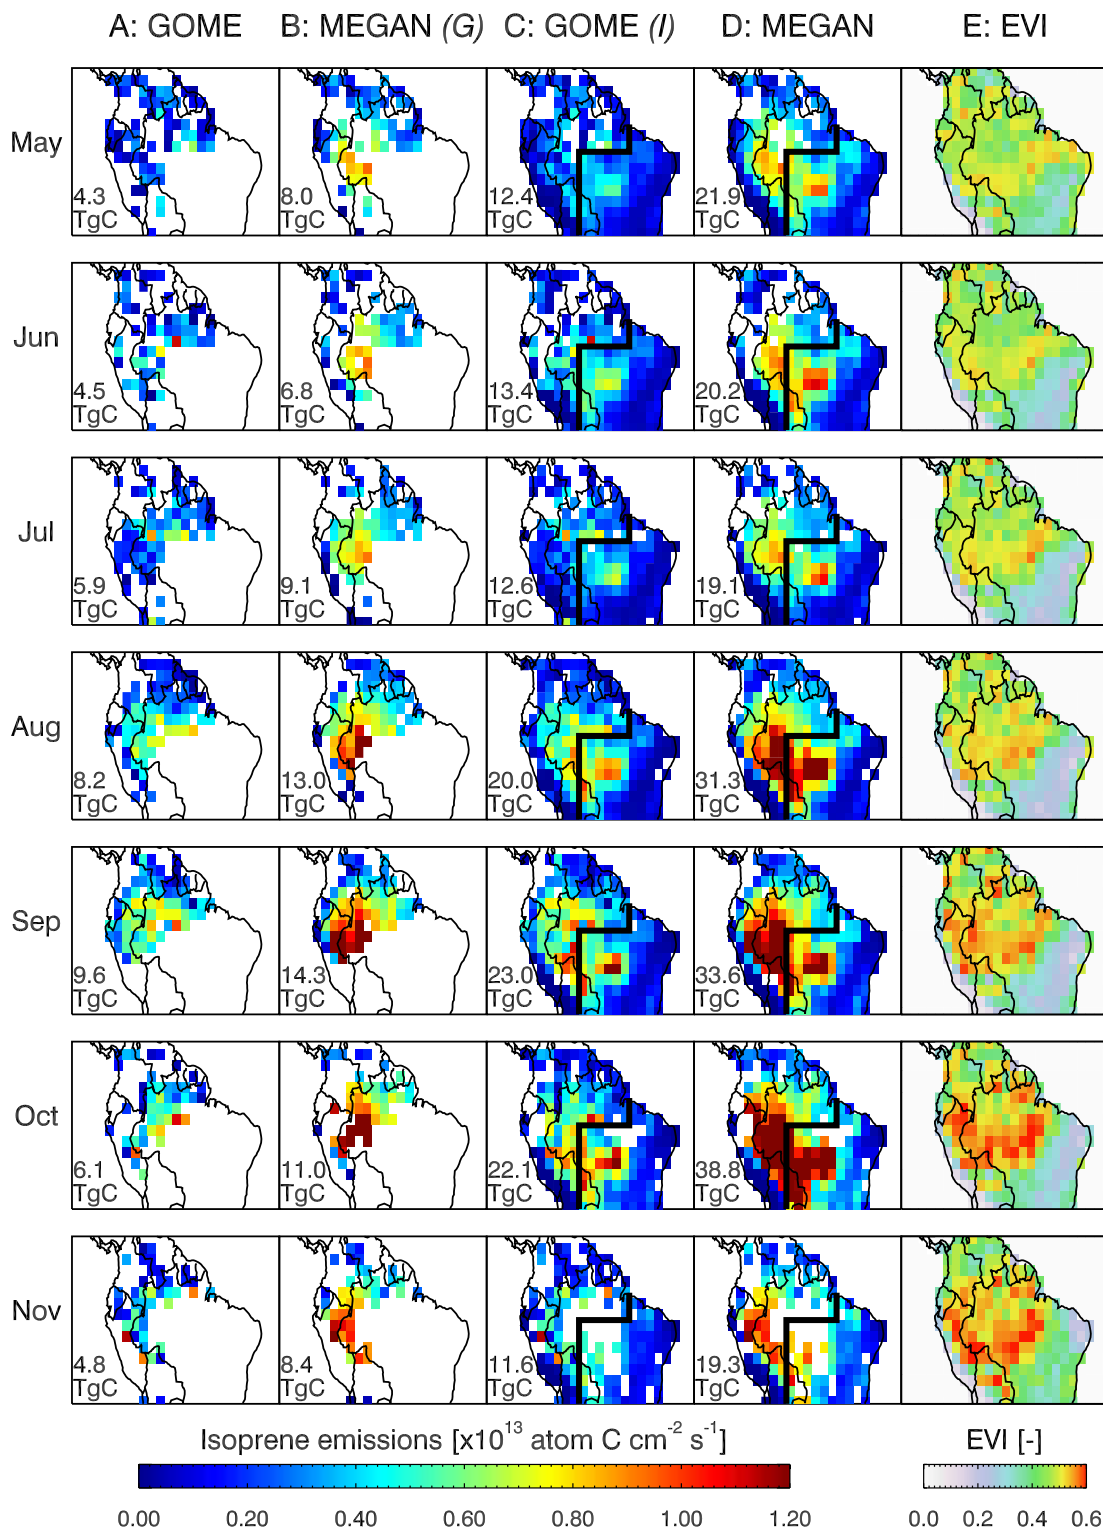 A: GOME B: MEGAN (G) C: GOME (I) D: MEGAN E: EVI
May
4.3 TgC 8.0 TgC 12.4 TgC 21.9 TgC
Jun
4.5 TgC 6.8 TgC 13.4 TgC 20.2 TgC
Jul
5.9 TgC 9.1 TgC 12.6 TgC 19.1 TgC
Aug
8.2 TgC 13.0 TgC 20.0 TgC 31.3 TgC
Sep
9.6 TgC 14.3 TgC 23.0 TgC 33.6 TgC
Oct
6.1 TgC 11.0 TgC 22.1 TgC 38.8 TgC
Nov
4.8 TgC 8.4 TgC 11.6 TgC 19.3 TgC
Isoprene emissions [x10¹³ atom C cm⁻² s⁻¹] EVI [-]
0.00 0.20 0.40 0.60 0.80 1.00 1.20 0.0 0.2 0.4 0.6